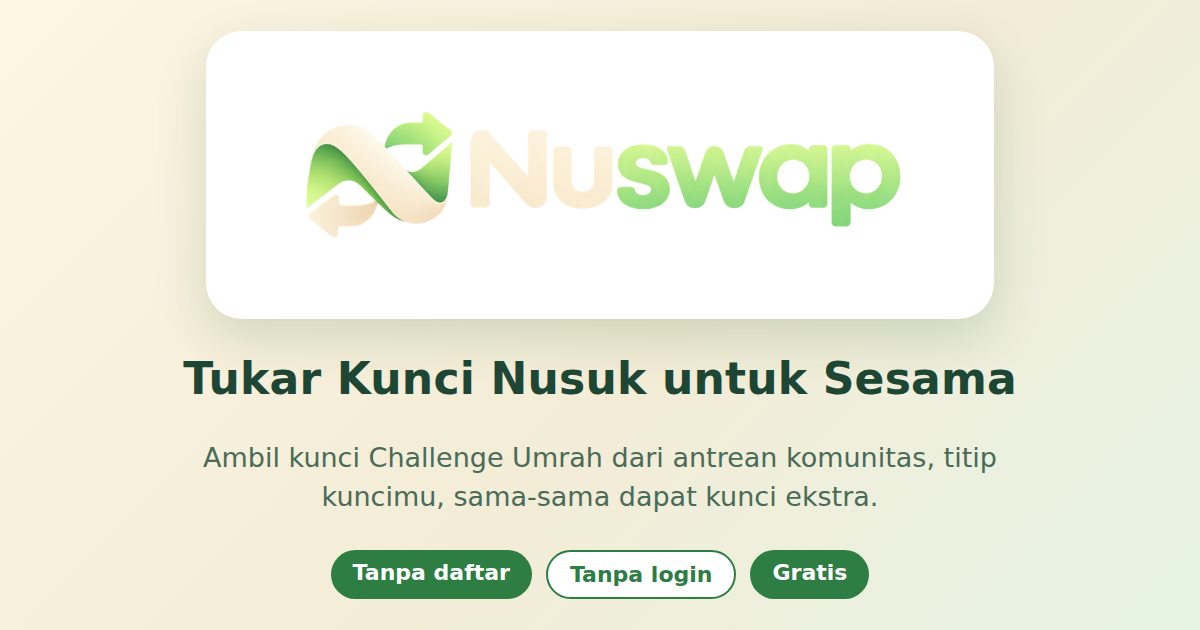 Nuswap
Tukar Kunci Nusuk untuk Sesama
Ambil kunci Challenge Umrah dari antrean komunitas, titip
kuncimu, sama-sama dapat kunci ekstra.
Tanpa daftar
Tanpa login
Gratis